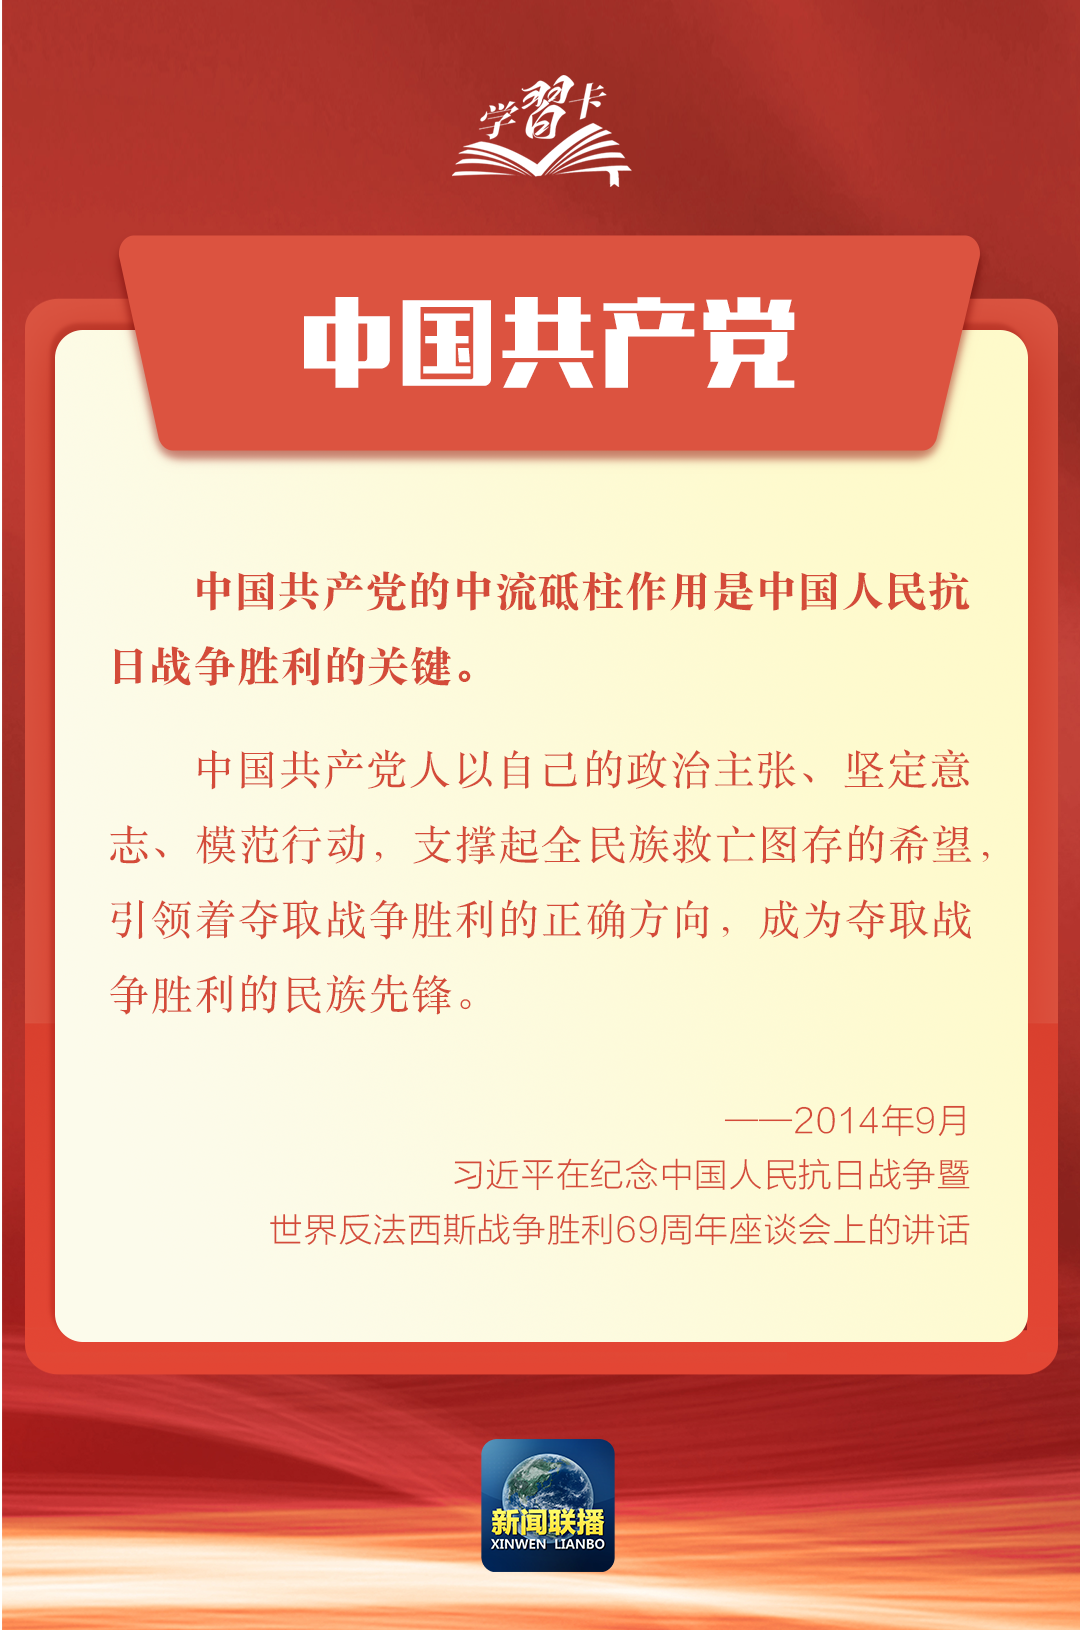 学習卡
中国共产党
中国共产党的中流砥柱作用是中国人民抗
日战争胜利的关键。
中国共产党人以自己的政治主张、坚定意
志、模范行动，支撑起全民族救亡图存的希望，
引领着夺取战争胜利的正确方向，成为夺取战
争胜利的民族先锋。
——2014年9月
习近平在纪念中国人民抗日战争暨
世界反法西斯战争胜利69周年座谈会上的讲话
新闻联播
XINWEN LIANBO